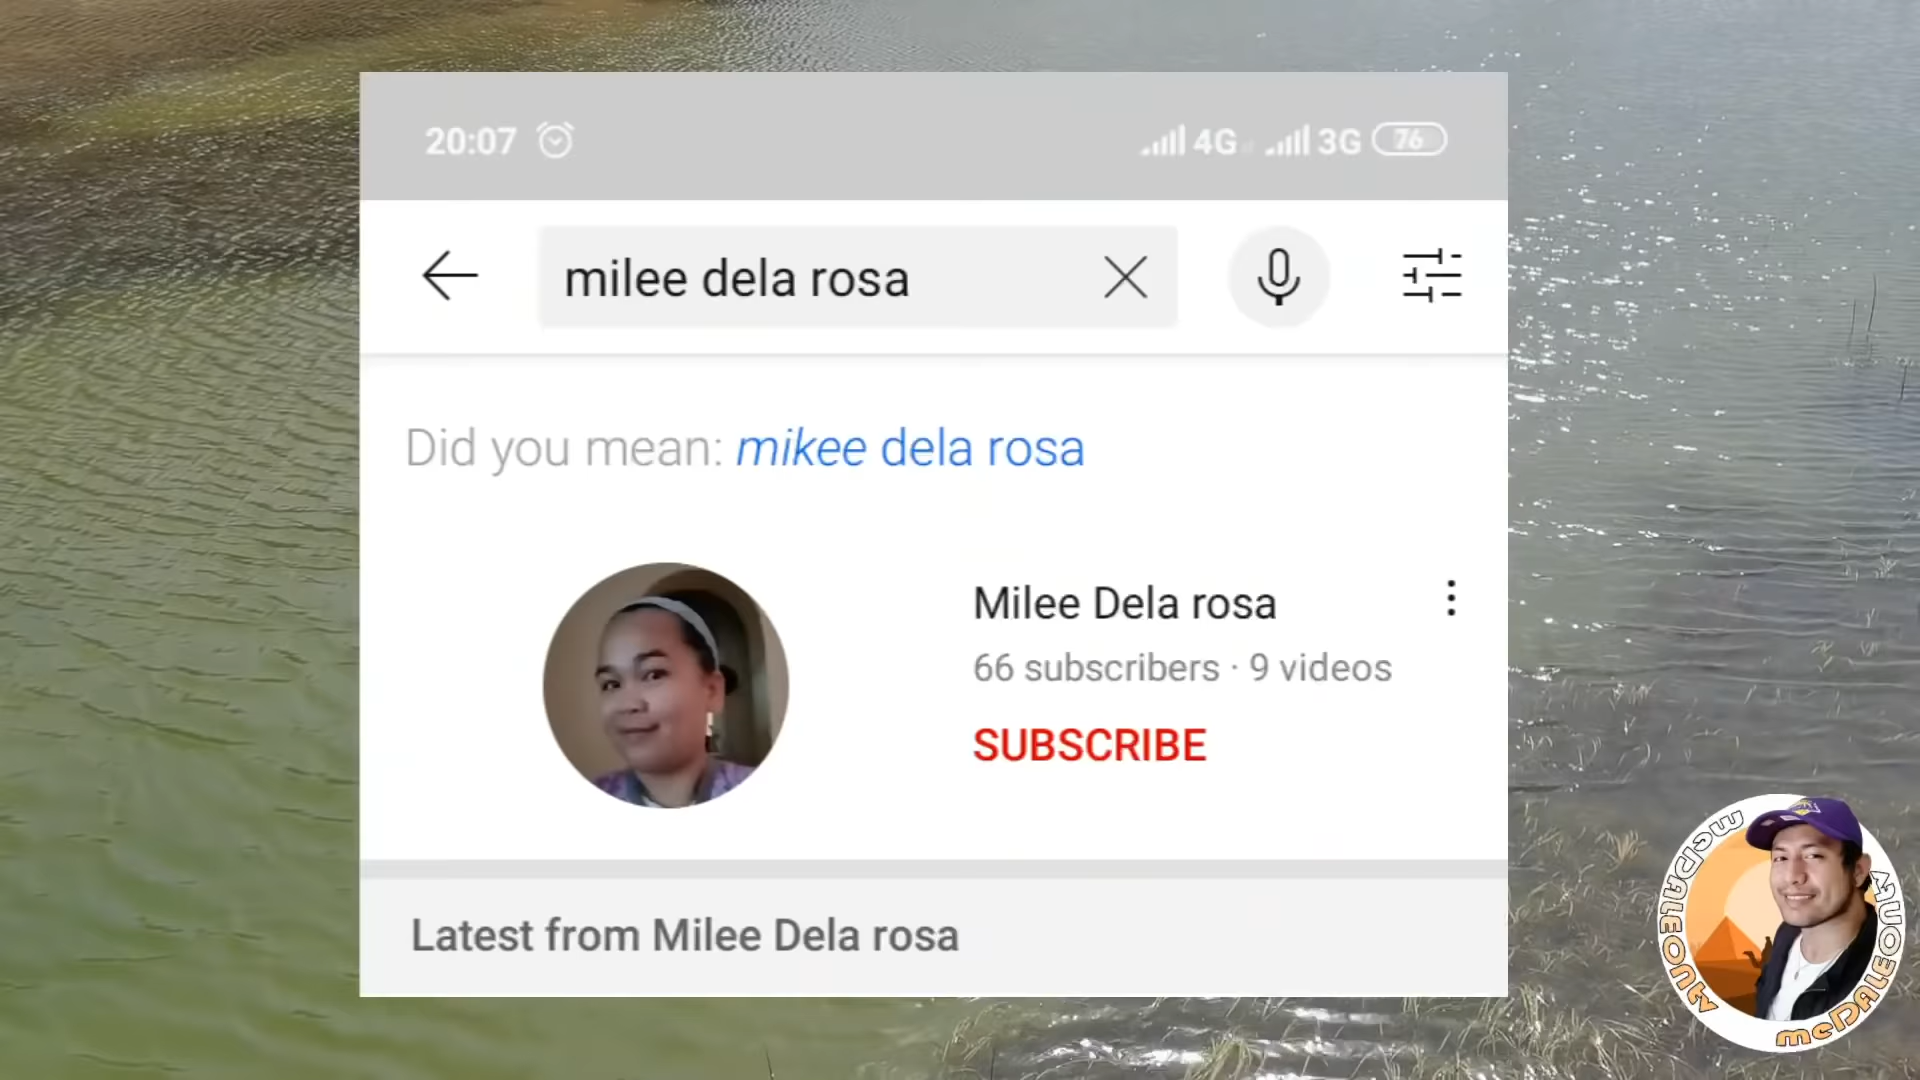 20:07 4G 3G 76
milee dela rosa
Did you mean: mikee dela rosa
Milee Dela rosa
66 subscribers · 9 videos
SUBSCRIBE
Latest from Milee Dela rosa